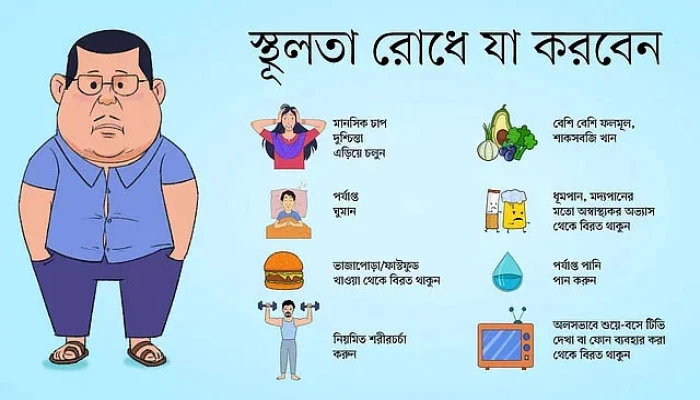 স্থূলতা রোধে যা করবেন
মানসিক চাপ
দুশ্চিন্তা
এড়িয়ে চলুন
পর্যাপ্ত
ঘুমান
ভাজাপোড়া/ফাস্টফুড
খাওয়া থেকে বিরত থাকুন
নিয়মিত শরীরচর্চা
করুন
বেশি বেশি ফলমূল,
শাকসবজি খান
ধূমপান, মদ্যপানের
মতো অস্বাস্থ্যকর অভ্যাস
থেকে বিরত থাকুন
পর্যাপ্ত পানি
পান করুন
অলসভাবে শুয়ে-বসে টিভি
দেখা বা ফোন ব্যবহার করা
থেকে বিরত থাকুন